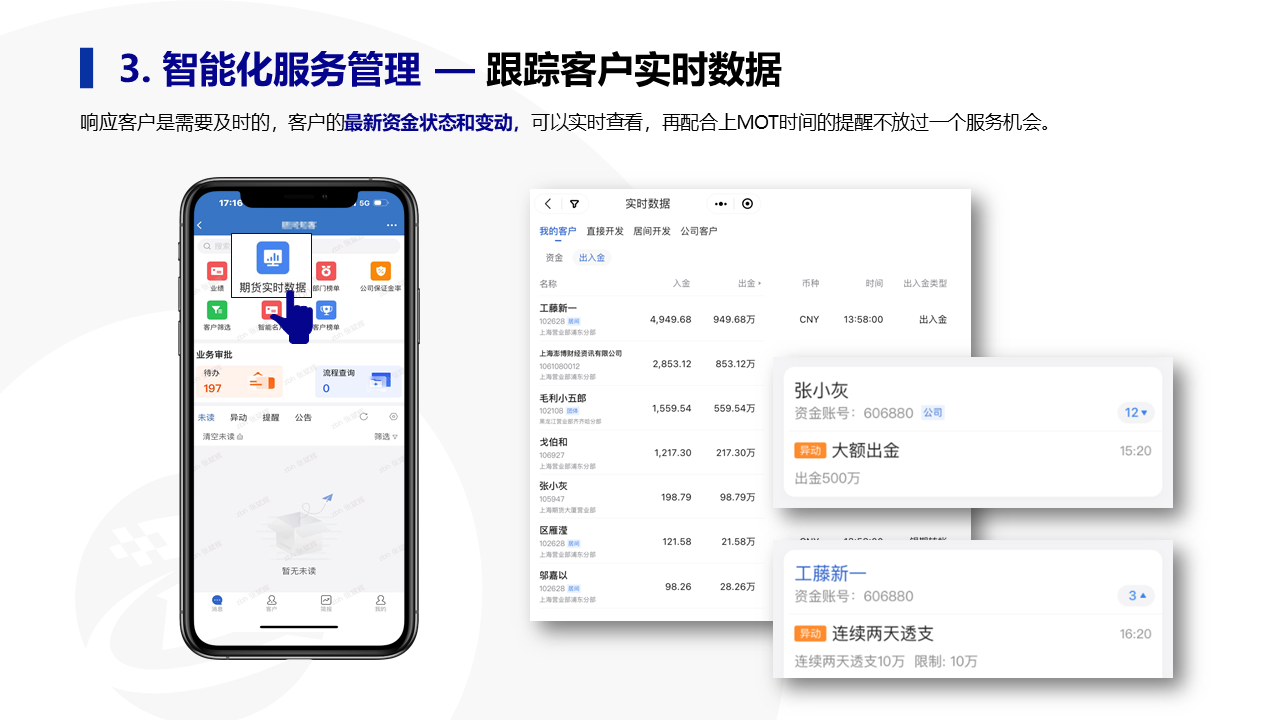 3. 智能化服务管理 — 跟踪客户实时数据
响应客户是需要及时的，客户的最新资金状态和变动，可以实时查看，再配合上MOT时间的提醒不放过一个服务机会。
17:16
5G
搜索
业绩
期货实时数据
部门榜单
公司保证金率
客户筛选
智能名
客户榜单
业务审批
待办
197
流程查询
0
未读 异动 提醒 公告
清空未读
筛选
暂无未读
消息 客户 简报 我的
实时数据
我的客户 直接开发 居间开发 公司客户
资金 出入金
名称 入金 出金 币种 时间 出入金类型
工藤新一
102628 居间
上海营业部浦东分部
4,949.68 949.68万 CNY 13:58:00 出入金
上海澎博财经资讯有限公司
1061080012
上海营业部浦东分部
2,853.12 853.12万
毛利小五郎
102108 团体
黑龙江营业部齐齐哈分部
1,559.54 559.54万
戈伯和
106927
上海营业部浦东分部
1,217.30 217.30万
张小灰
105947
上海期货大厦营业部
198.79 98.79万
区雁滢
102628 居间
上海营业部浦东分部
121.58 21.58万
邬嘉以
102628 居间
上海营业部浦东分部
98.26 28.26万
张小灰
资金账号：606880 公司
12
异动 大额出金
15:20
出金500万
工藤新一
资金账号：606880
3
异动 连续两天透支
16:20
连续两天透支10万 限制: 10万